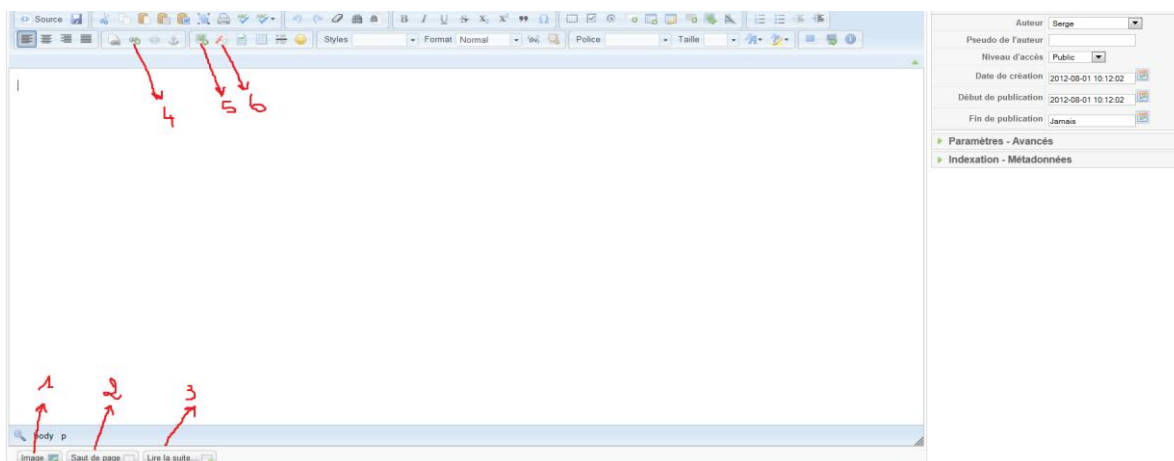 Source B I U S X₂ X² Ω
Styles Format Normal Police Taille
4 5 6
1 2 3
body p
Image Saut de page Lire la suite...
Auteur Serge
Pseudo de l'auteur
Niveau d'accès Public
Date de création 2012-08-01 10:12:02
Début de publication 2012-08-01 10:12:02
Fin de publication Jamais
Paramètres - Avancés
Indexation - Métadonnées